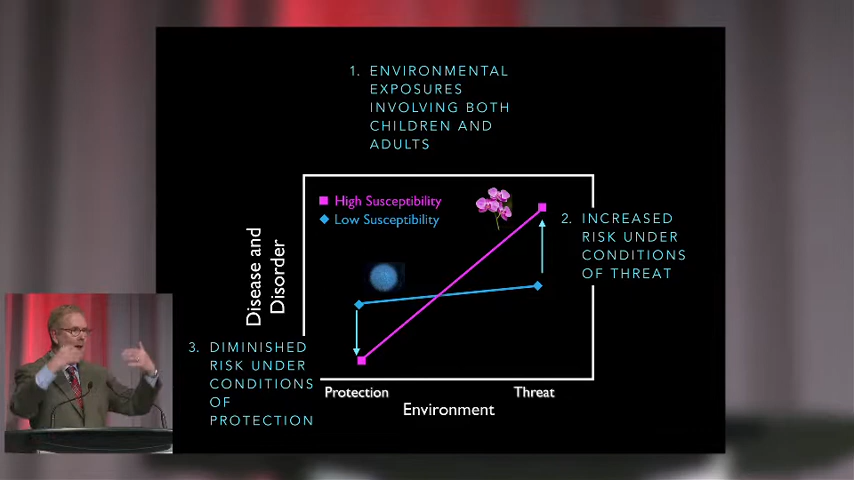 1. ENVIRONMENTAL
EXPOSURES
INVOLVING BOTH
CHILDREN AND
ADULTS
High Susceptibility
Low Susceptibility
Disease and
Disorder
2. INCREASED
RISK UNDER
CONDITIONS
OF THREAT
3. DIMINISHED
RISK UNDER
CONDITIONS
OF
PROTECTION
Protection
Threat
Environment